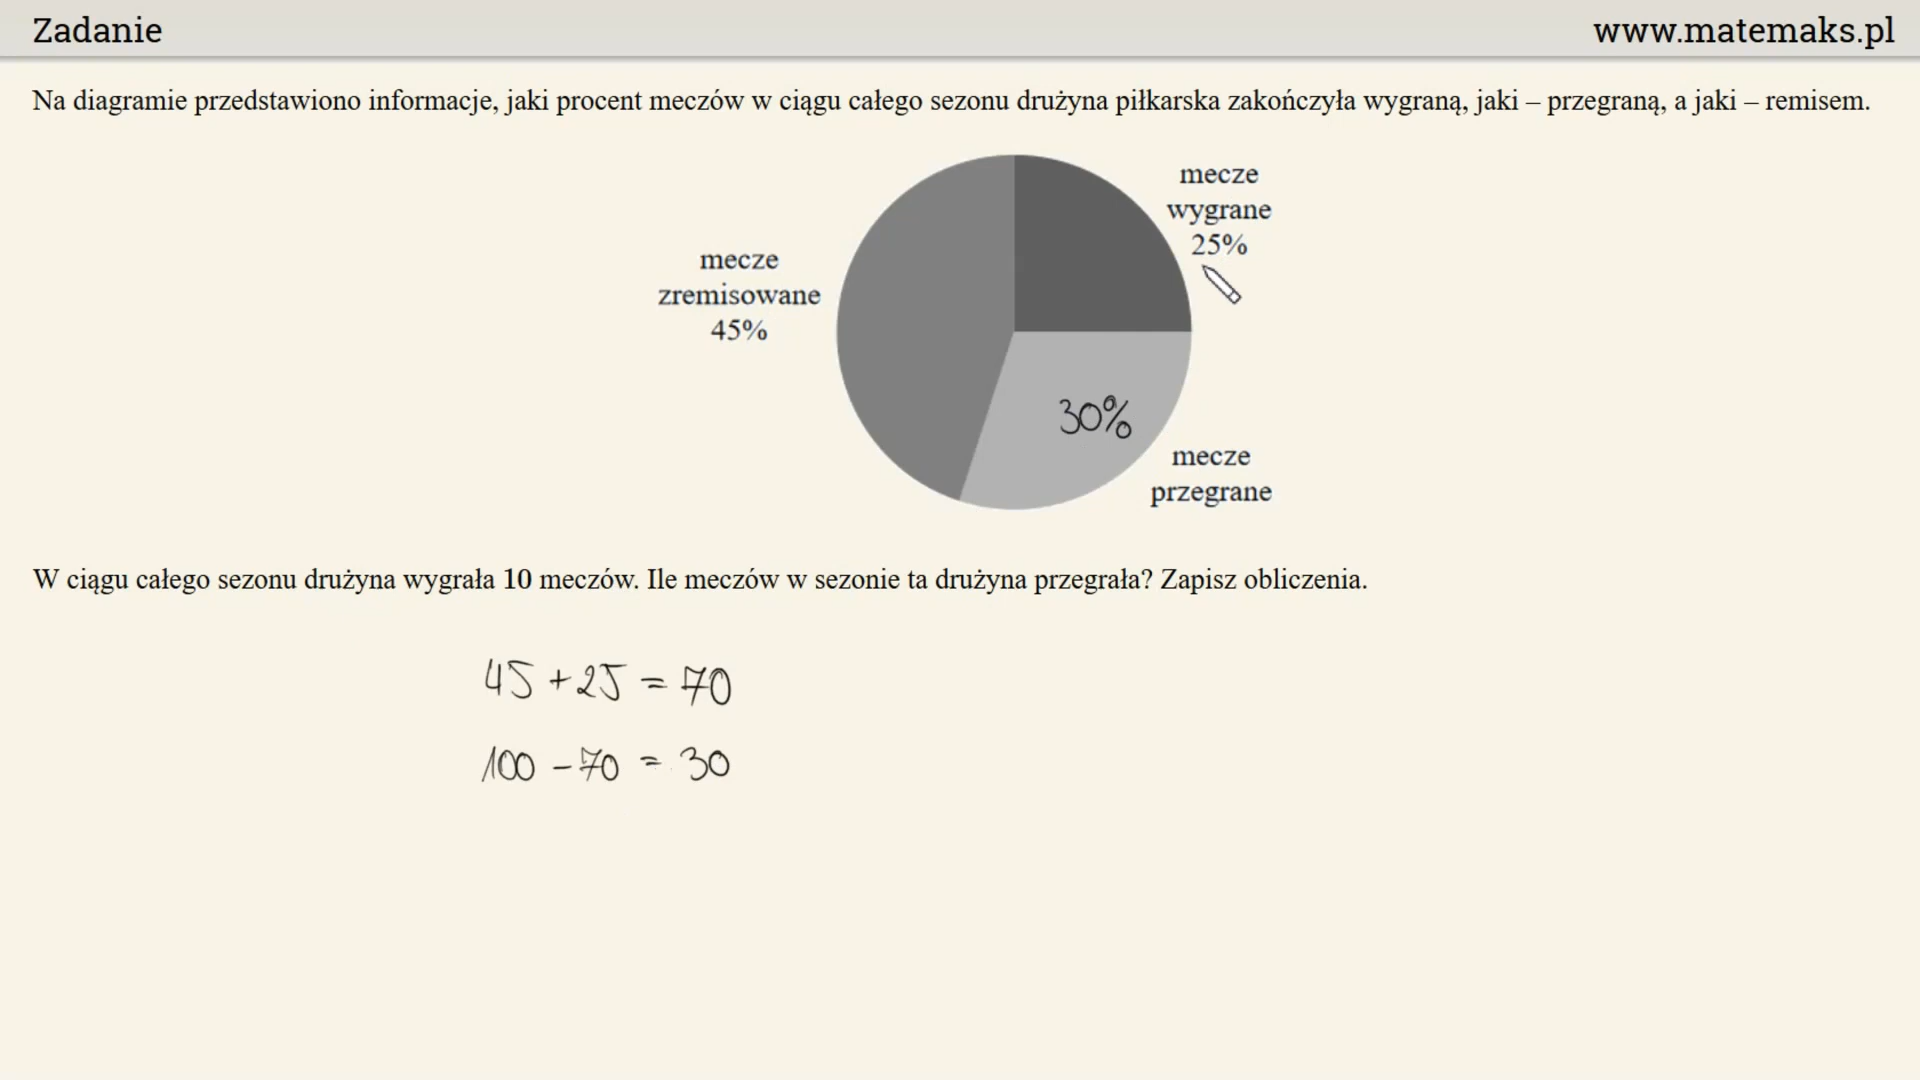 Zadanie
www.matemaks.pl
Na diagramie przedstawiono informacje, jaki procent meczów w ciągu całego sezonu drużyna piłkarska zakończyła wygraną, jaki – przegraną, a jaki – remisem.
mecze
wygrane
25%
mecze
zremisowane
45%
30%
mecze
przegrane
W ciągu całego sezonu drużyna wygrała 10 meczów. Ile meczów w sezonie ta drużyna przegrała? Zapisz obliczenia.
45 + 25 = 70
100 - 70 = 30